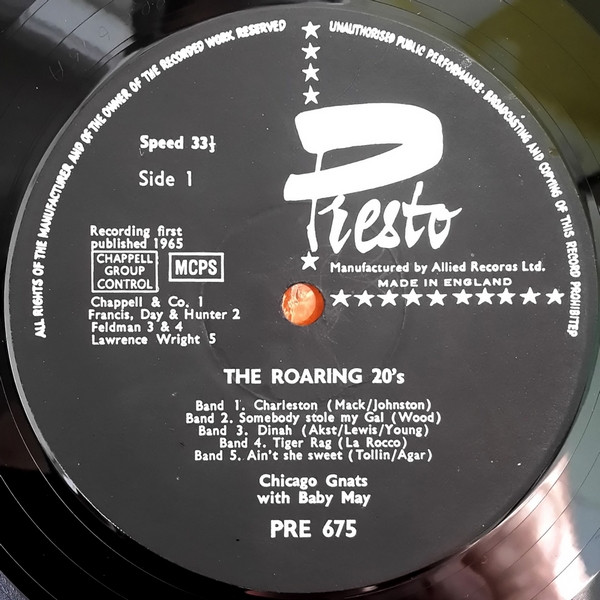 ALL RIGHTS OF THE MANUFACTURER AND OF THE OWNER OF THE RECORDED WORK RESERVED
UNAUTHORISED PUBLIC PERFORMANCE, BROADCASTING AND COPYING OF THIS RECORD PROHIBITED
Speed 33⅓
Side 1
Presto
Recording first
published 1965
CHAPPELL
GROUP
CONTROL
MCPS
Manufactured by Allied Records Ltd.
MADE IN ENGLAND
Chappell & Co. 1
Francis, Day & Hunter 2
Feldman 3 & 4
Lawrence Wright 5
THE ROARING 20's
Band 1. Charleston (Mack/Johnston)
Band 2. Somebody stole my Gal (Wood)
Band 3. Dinah (Akst/Lewis/Young)
Band 4. Tiger Rag (La Rocco)
Band 5. Ain't she sweet (Tollin/Agar)
Chicago Gnats
with Baby May
PRE 675